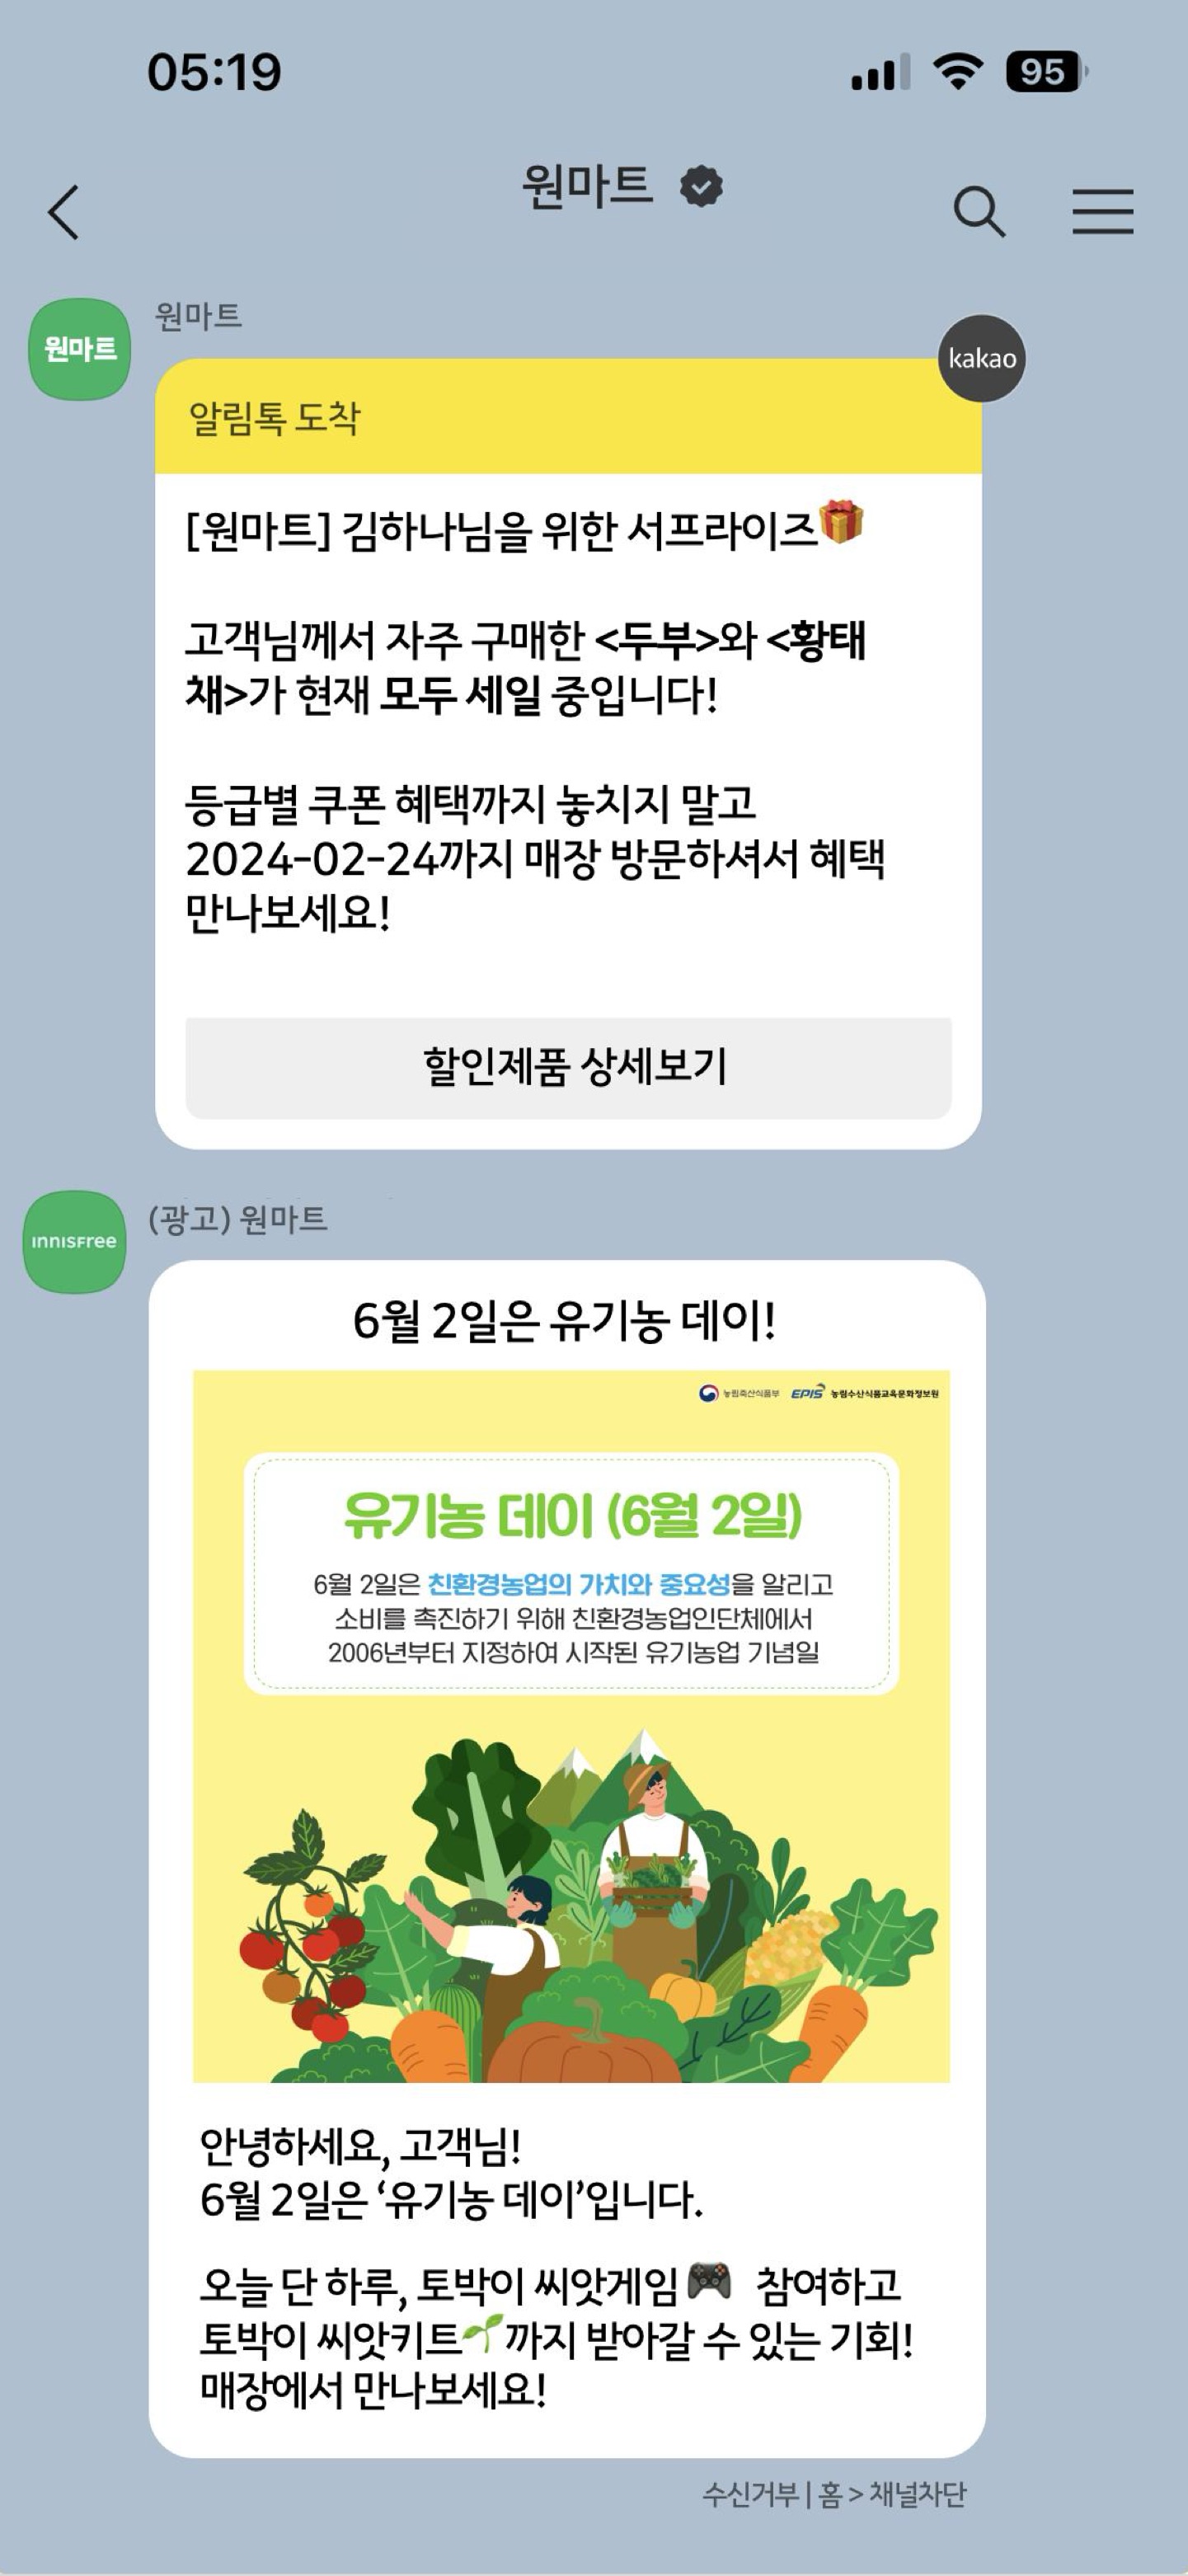 05:19
95
원마트
원마트
원마트
kakao
알림톡 도착
[원마트] 김하나님을 위한 서프라이즈🎁
고객님께서 자주 구매한 <두부>와 <황태
채>가 현재 모두 세일 중입니다!
등급별 쿠폰 혜택까지 놓치지 말고
2024-02-24까지 매장 방문하셔서 혜택
만나보세요!
할인제품 상세보기
INNISFree
(광고) 원마트
6월 2일은 유기농 데이!
농림축산식품부 EPIS 농림수산식품교육문화정보원
유기농 데이 (6월 2일)
6월 2일은 친환경농업의 가치와 중요성을 알리고
소비를 촉진하기 위해 친환경농업인단체에서
2006년부터 지정하여 시작된 유기농업 기념일
안녕하세요, 고객님!
6월 2일은 ‘유기농 데이’입니다.
오늘 단 하루, 토박이 씨앗게임🎮 참여하고
토박이 씨앗키트🌱까지 받아갈 수 있는 기회!
매장에서 만나보세요!
수신거부 | 홈 > 채널차단